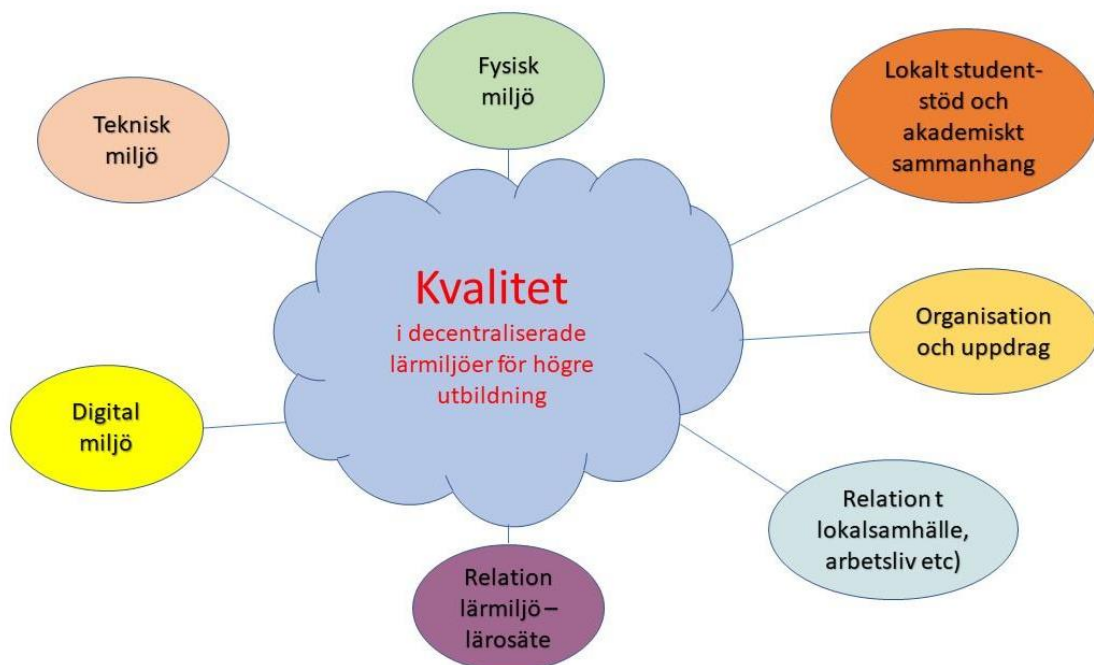 Fysisk
miljö
Lokalt student-
stöd och
akademiskt
sammanhang
Teknisk
miljö
Kvalitet
i decentraliserade
lärmiljöer för högre
utbildning
Organisation
och uppdrag
Digital
miljö
Relation t
lokalsamhälle,
arbetsliv etc)
Relation
lärmiljö –
lärosäte